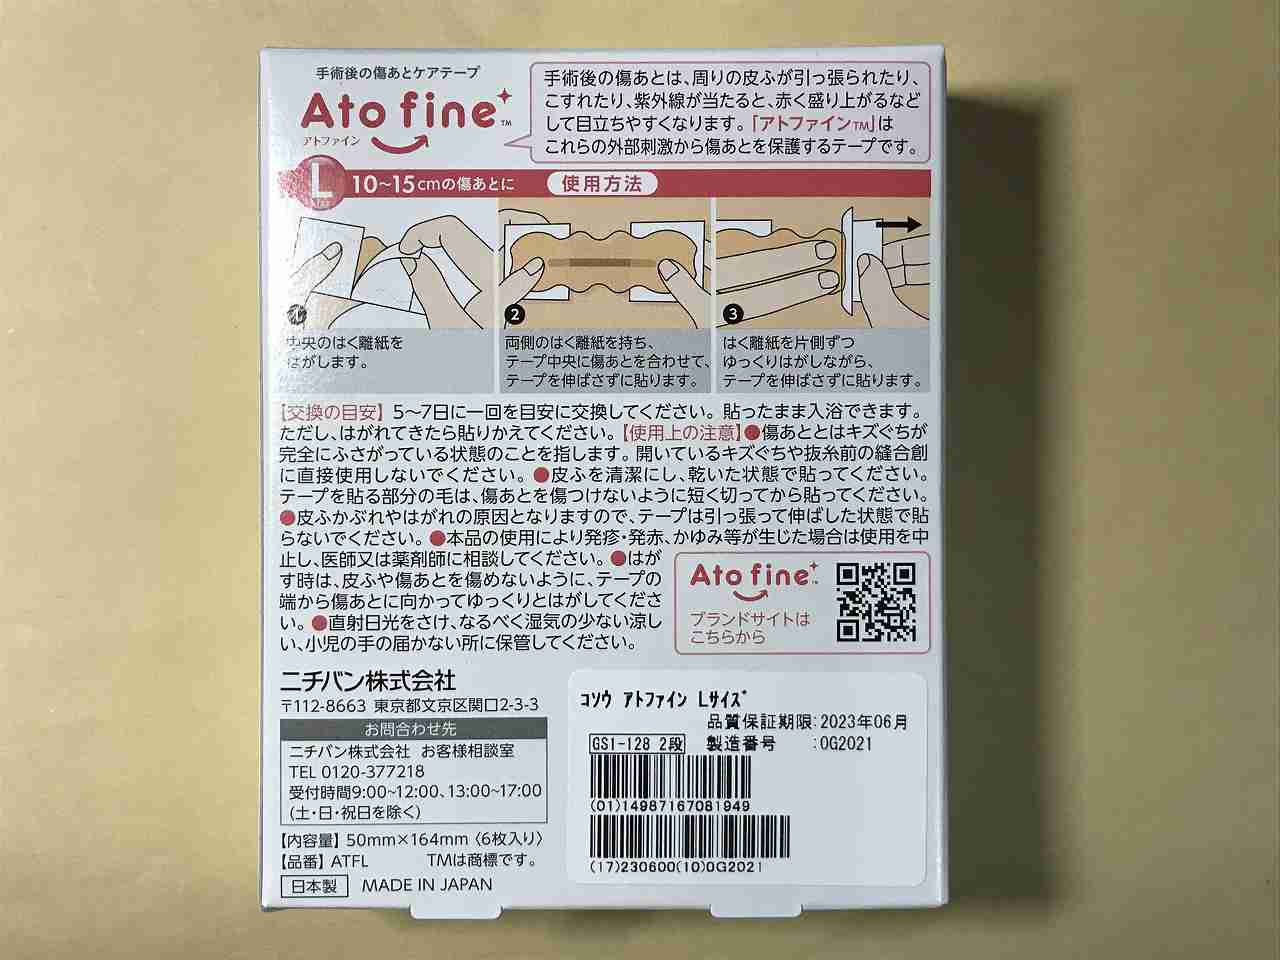 手術後の傷あとケアテープ
Ato fine™
アトファイン
手術後の傷あとは、周りの皮ふが引っ張られたり、
こすれたり、紫外線が当たると、赤く盛り上がるなど
して目立ちやすくなります。「アトファイン™」は
これらの外部刺激から傷あとを保護するテープです。
L 10～15cmの傷あとに 使用方法
1
中央のはく離紙を
はがします。
2
両側のはく離紙を持ち、
テープ中央に傷あとを合わせて、
テープを伸ばさずに貼ります。
3
はく離紙を片側ずつ
ゆっくりはがしながら、
テープを伸ばさずに貼ります。
【交換の目安】5～7日に一回を目安に交換してください。貼ったまま入浴できます。
ただし、はがれてきたら貼りかえてください。【使用上の注意】●傷あととはキズぐちが
完全にふさがっている状態のことを指します。開いているキズぐちや抜糸前の縫合創
に直接使用しないでください。●皮ふを清潔にし、乾いた状態で貼ってください。
テープを貼る部分の毛は、傷あとを傷つけないように短く切ってから貼ってください。
●皮ふかぶれやはがれの原因となりますので、テープは引っ張って伸ばした状態で貼
らないでください。●本品の使用により発疹・発赤、かゆみ等が生じた場合は使用を中
止し、医師又は薬剤師に相談してください。●はが
す時は、皮ふや傷あとを傷めないように、テープの
端から傷あとに向かってゆっくりとはがしてくださ
い。●直射日光をさけ、なるべく湿気の少ない涼し
い、小児の手の届かない所に保管してください。
Ato fine™
ブランドサイトは
こちらから
ニチバン株式会社
〒112-8663 東京都文京区関口2-3-3
お問合わせ先
ニチバン株式会社 お客様相談室
TEL 0120-377218
受付時間9:00～12:00、13:00～17:00
(土・日・祝日を除く)
【内容量】50mm×164mm〈6枚入り〉
【品番】ATFL TMは商標です。
日本製 MADE IN JAPAN
コソウ アトファイン Lサイズ
品質保証期限:2023年06月
GS1-128 2段 製造番号 :0G2021
(01)14987167081949
(17)230600(10)0G2021